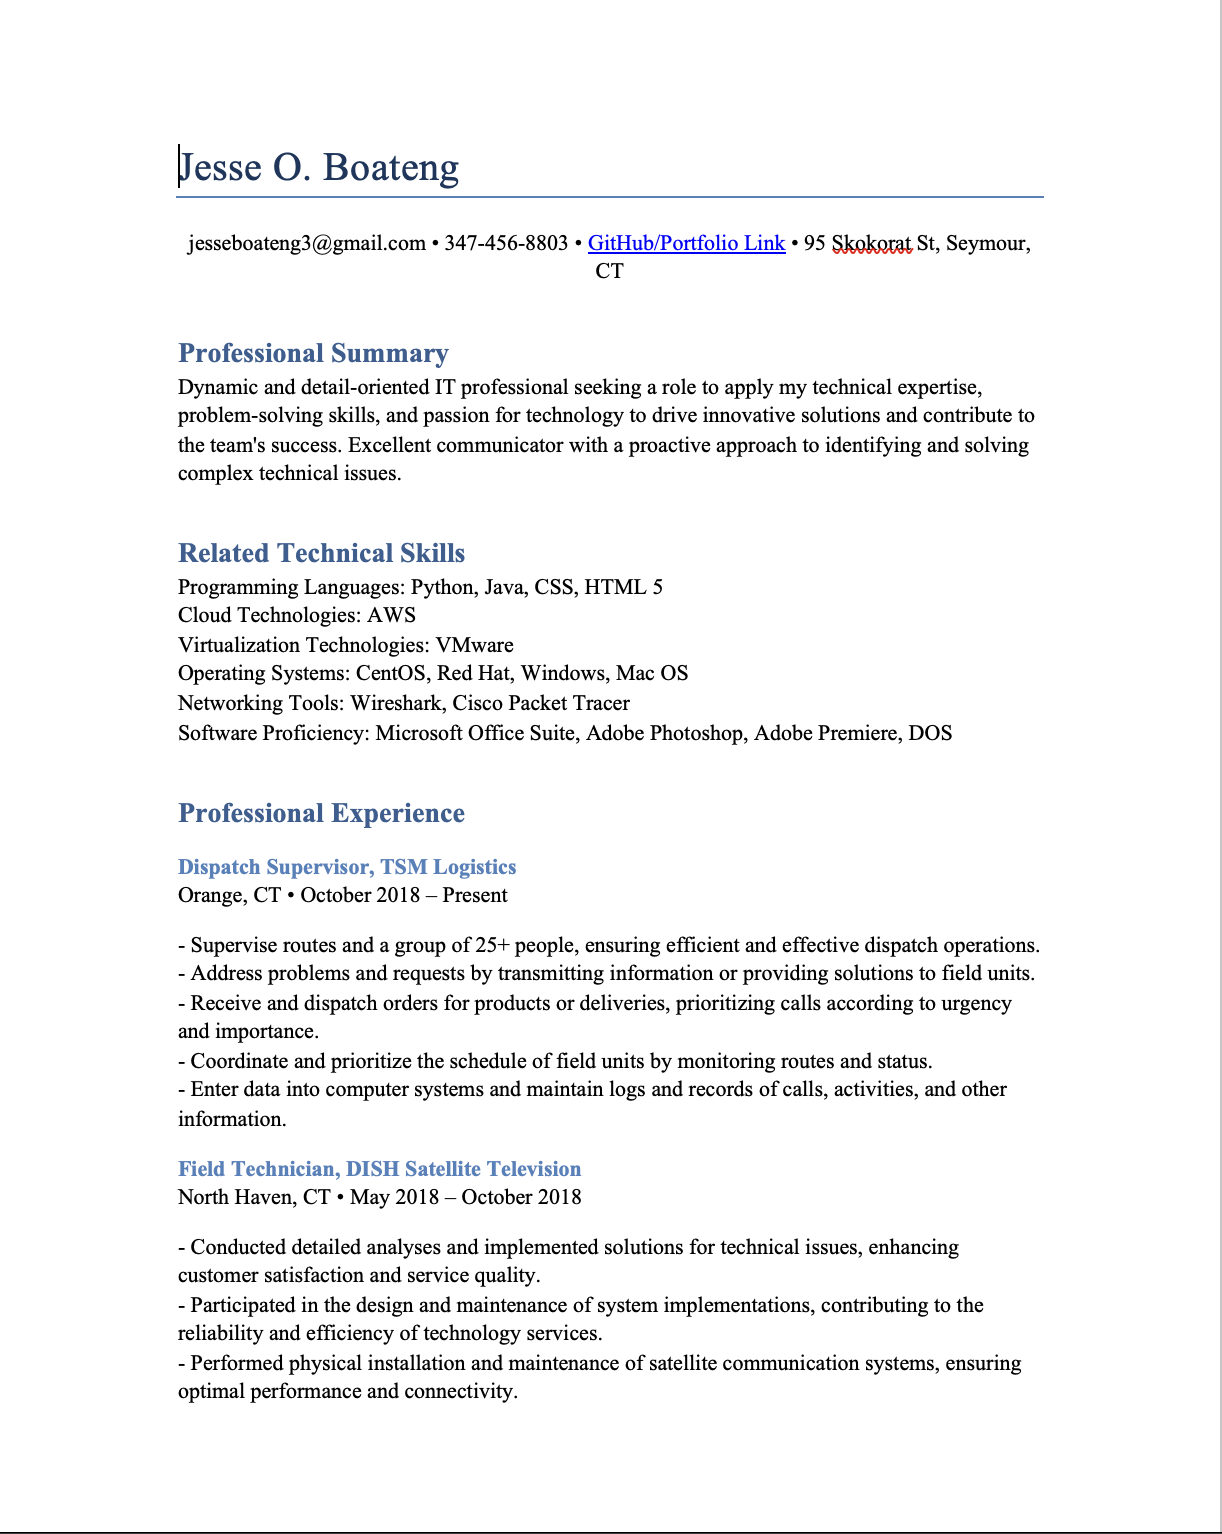 Jesse O. Boateng
jesseboateng3@gmail.com • 347-456-8803 • GitHub/Portfolio Link • 95 Skokorat St, Seymour,
CT
Professional Summary
Dynamic and detail-oriented IT professional seeking a role to apply my technical expertise,
problem-solving skills, and passion for technology to drive innovative solutions and contribute to
the team's success. Excellent communicator with a proactive approach to identifying and solving
complex technical issues.
Related Technical Skills
Programming Languages: Python, Java, CSS, HTML 5
Cloud Technologies: AWS
Virtualization Technologies: VMware
Operating Systems: CentOS, Red Hat, Windows, Mac OS
Networking Tools: Wireshark, Cisco Packet Tracer
Software Proficiency: Microsoft Office Suite, Adobe Photoshop, Adobe Premiere, DOS
Professional Experience
Dispatch Supervisor, TSM Logistics
Orange, CT • October 2018 – Present
- Supervise routes and a group of 25+ people, ensuring efficient and effective dispatch operations.
- Address problems and requests by transmitting information or providing solutions to field units.
- Receive and dispatch orders for products or deliveries, prioritizing calls according to urgency
and importance.
- Coordinate and prioritize the schedule of field units by monitoring routes and status.
- Enter data into computer systems and maintain logs and records of calls, activities, and other
information.
Field Technician, DISH Satellite Television
North Haven, CT • May 2018 – October 2018
- Conducted detailed analyses and implemented solutions for technical issues, enhancing
customer satisfaction and service quality.
- Participated in the design and maintenance of system implementations, contributing to the
reliability and efficiency of technology services.
- Performed physical installation and maintenance of satellite communication systems, ensuring
optimal performance and connectivity.